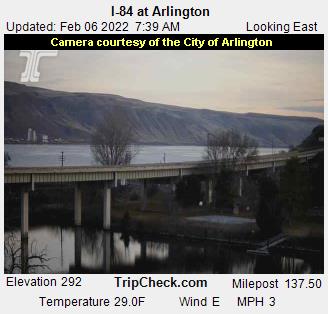 I-84 at Arlington
Updated: Feb 06 2022 7:39 AM Looking East
Camera courtesy of the City of Arlington
Elevation 292 TripCheck.com Milepost 137.50
Temperature 29.0F Wind E MPH 3